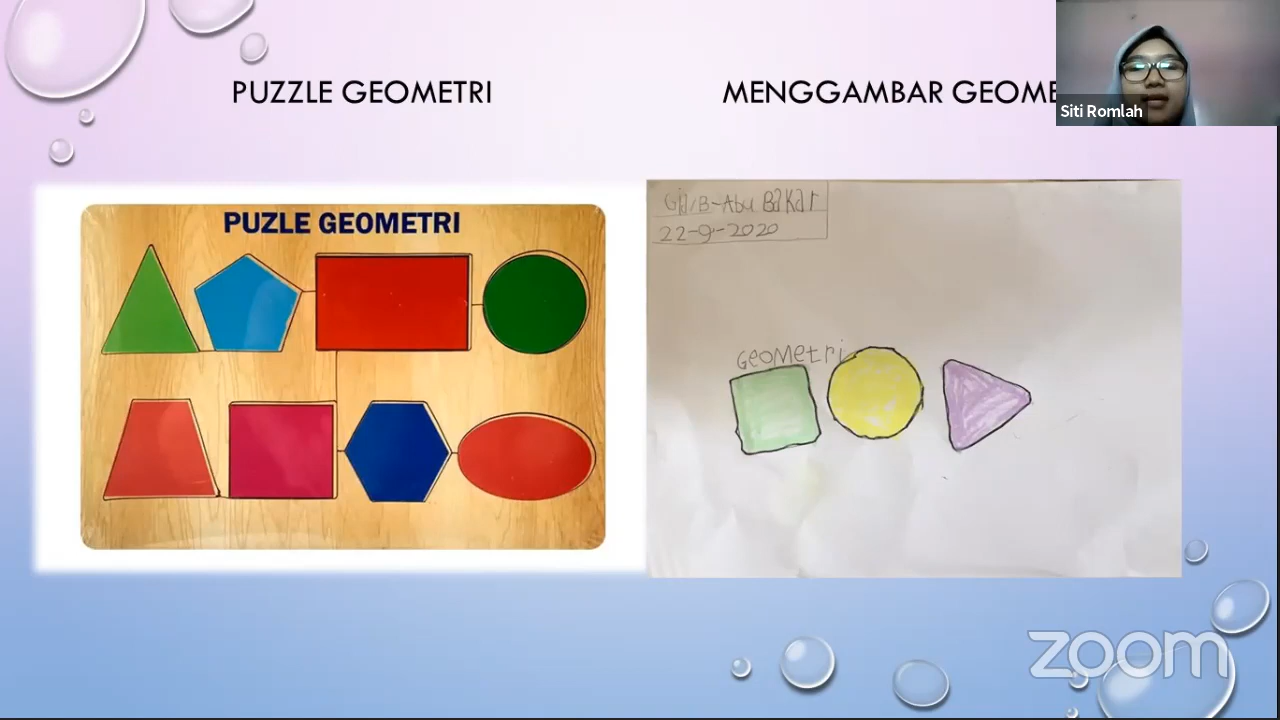 PUZZLE GEOMETRI
MENGGAMBAR GEOME
Siti Romlah
PUZLE GEOMETRI
B-Abu Bakar
22-9-2020
Geometri
zoom